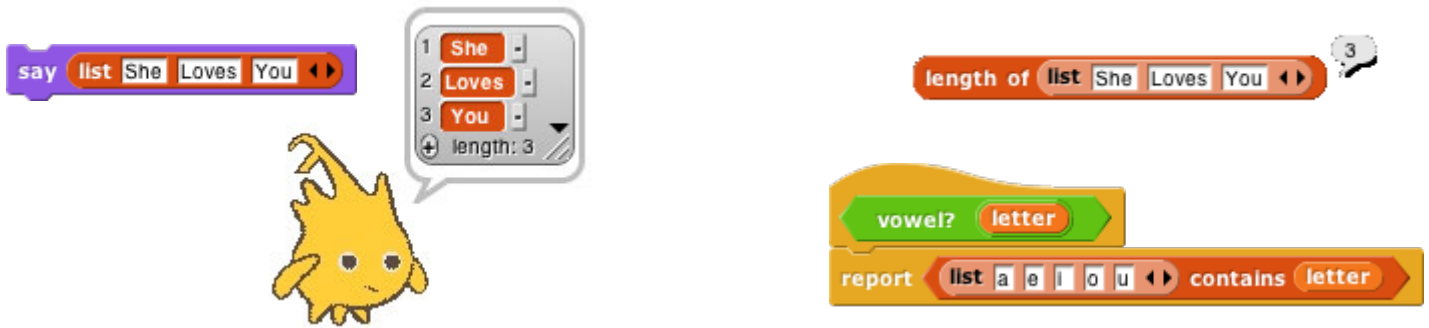 say list She Loves You
1 She -
2 Loves -
3 You -
+ length: 3
length of list She Loves You
3
vowel? letter
report list a e i o u contains letter